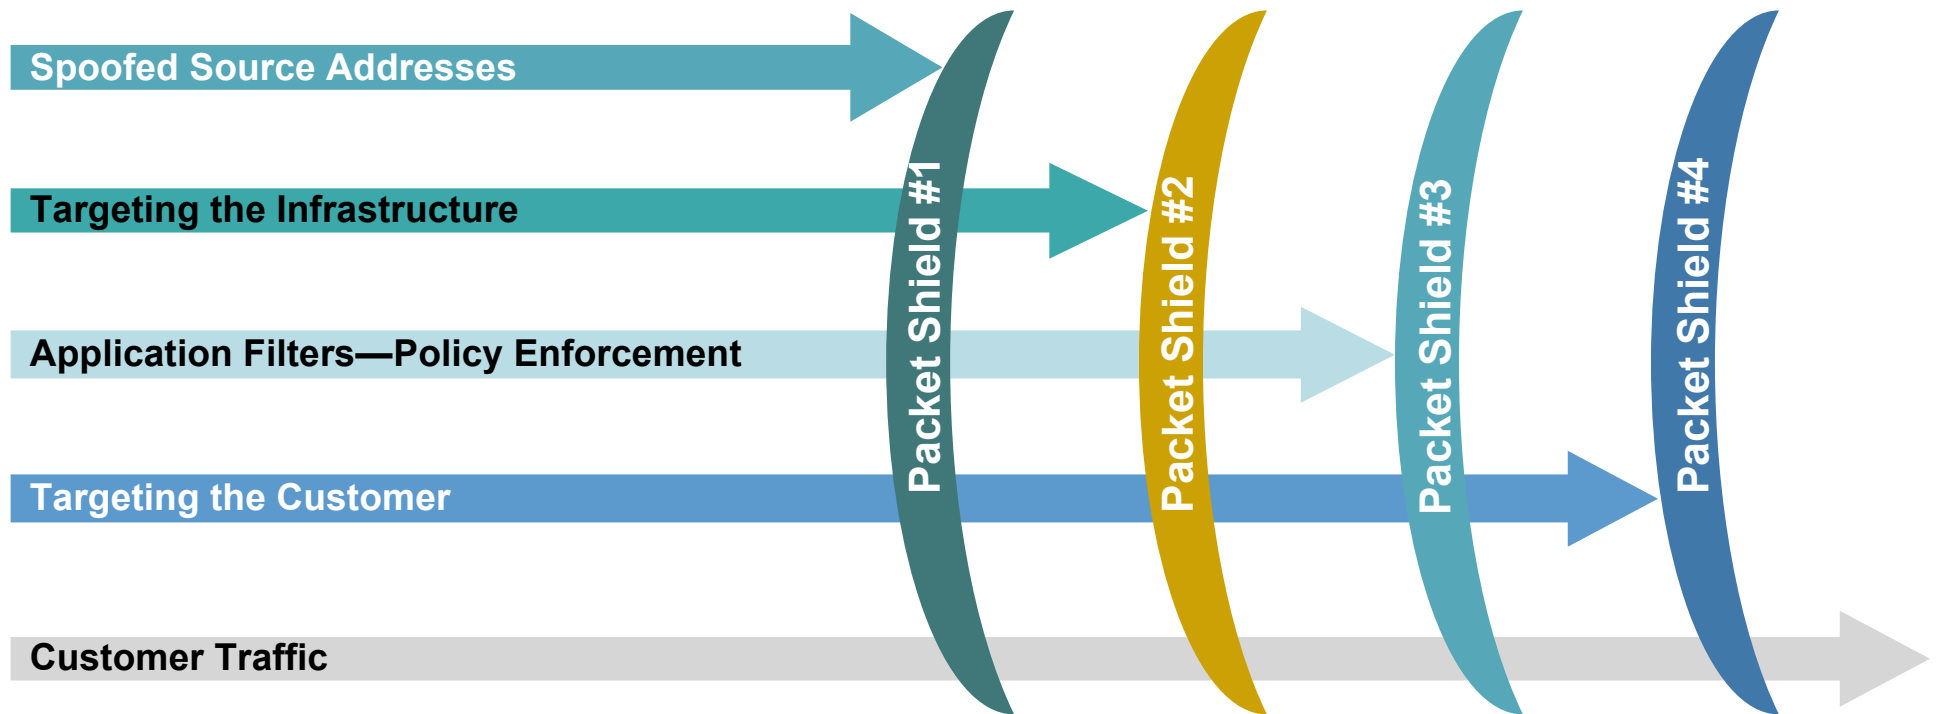 Spoofed Source Addresses
Targeting the Infrastructure
Application Filters—Policy Enforcement
Targeting the Customer
Customer Traffic
Packet Shield #1
Packet Shield #2
Packet Shield #3
Packet Shield #4